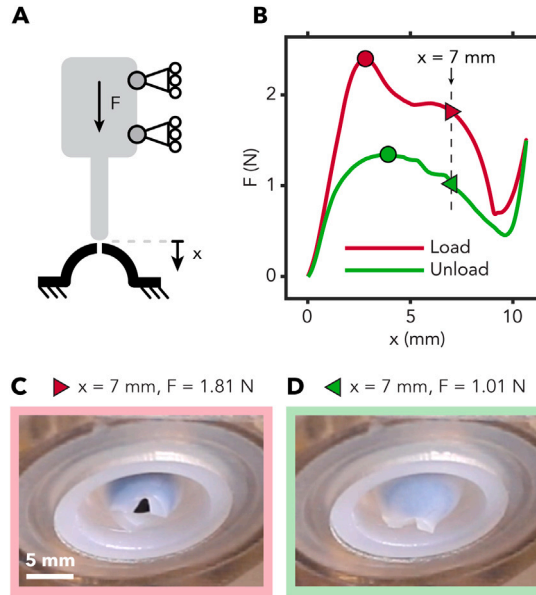 A
F
x
B
F (N)
2
1
0
x = 7 mm
Load
Unload
0
5
10
x (mm)
C
x = 7 mm, F = 1.81 N
5 mm
D
x = 7 mm, F = 1.01 N